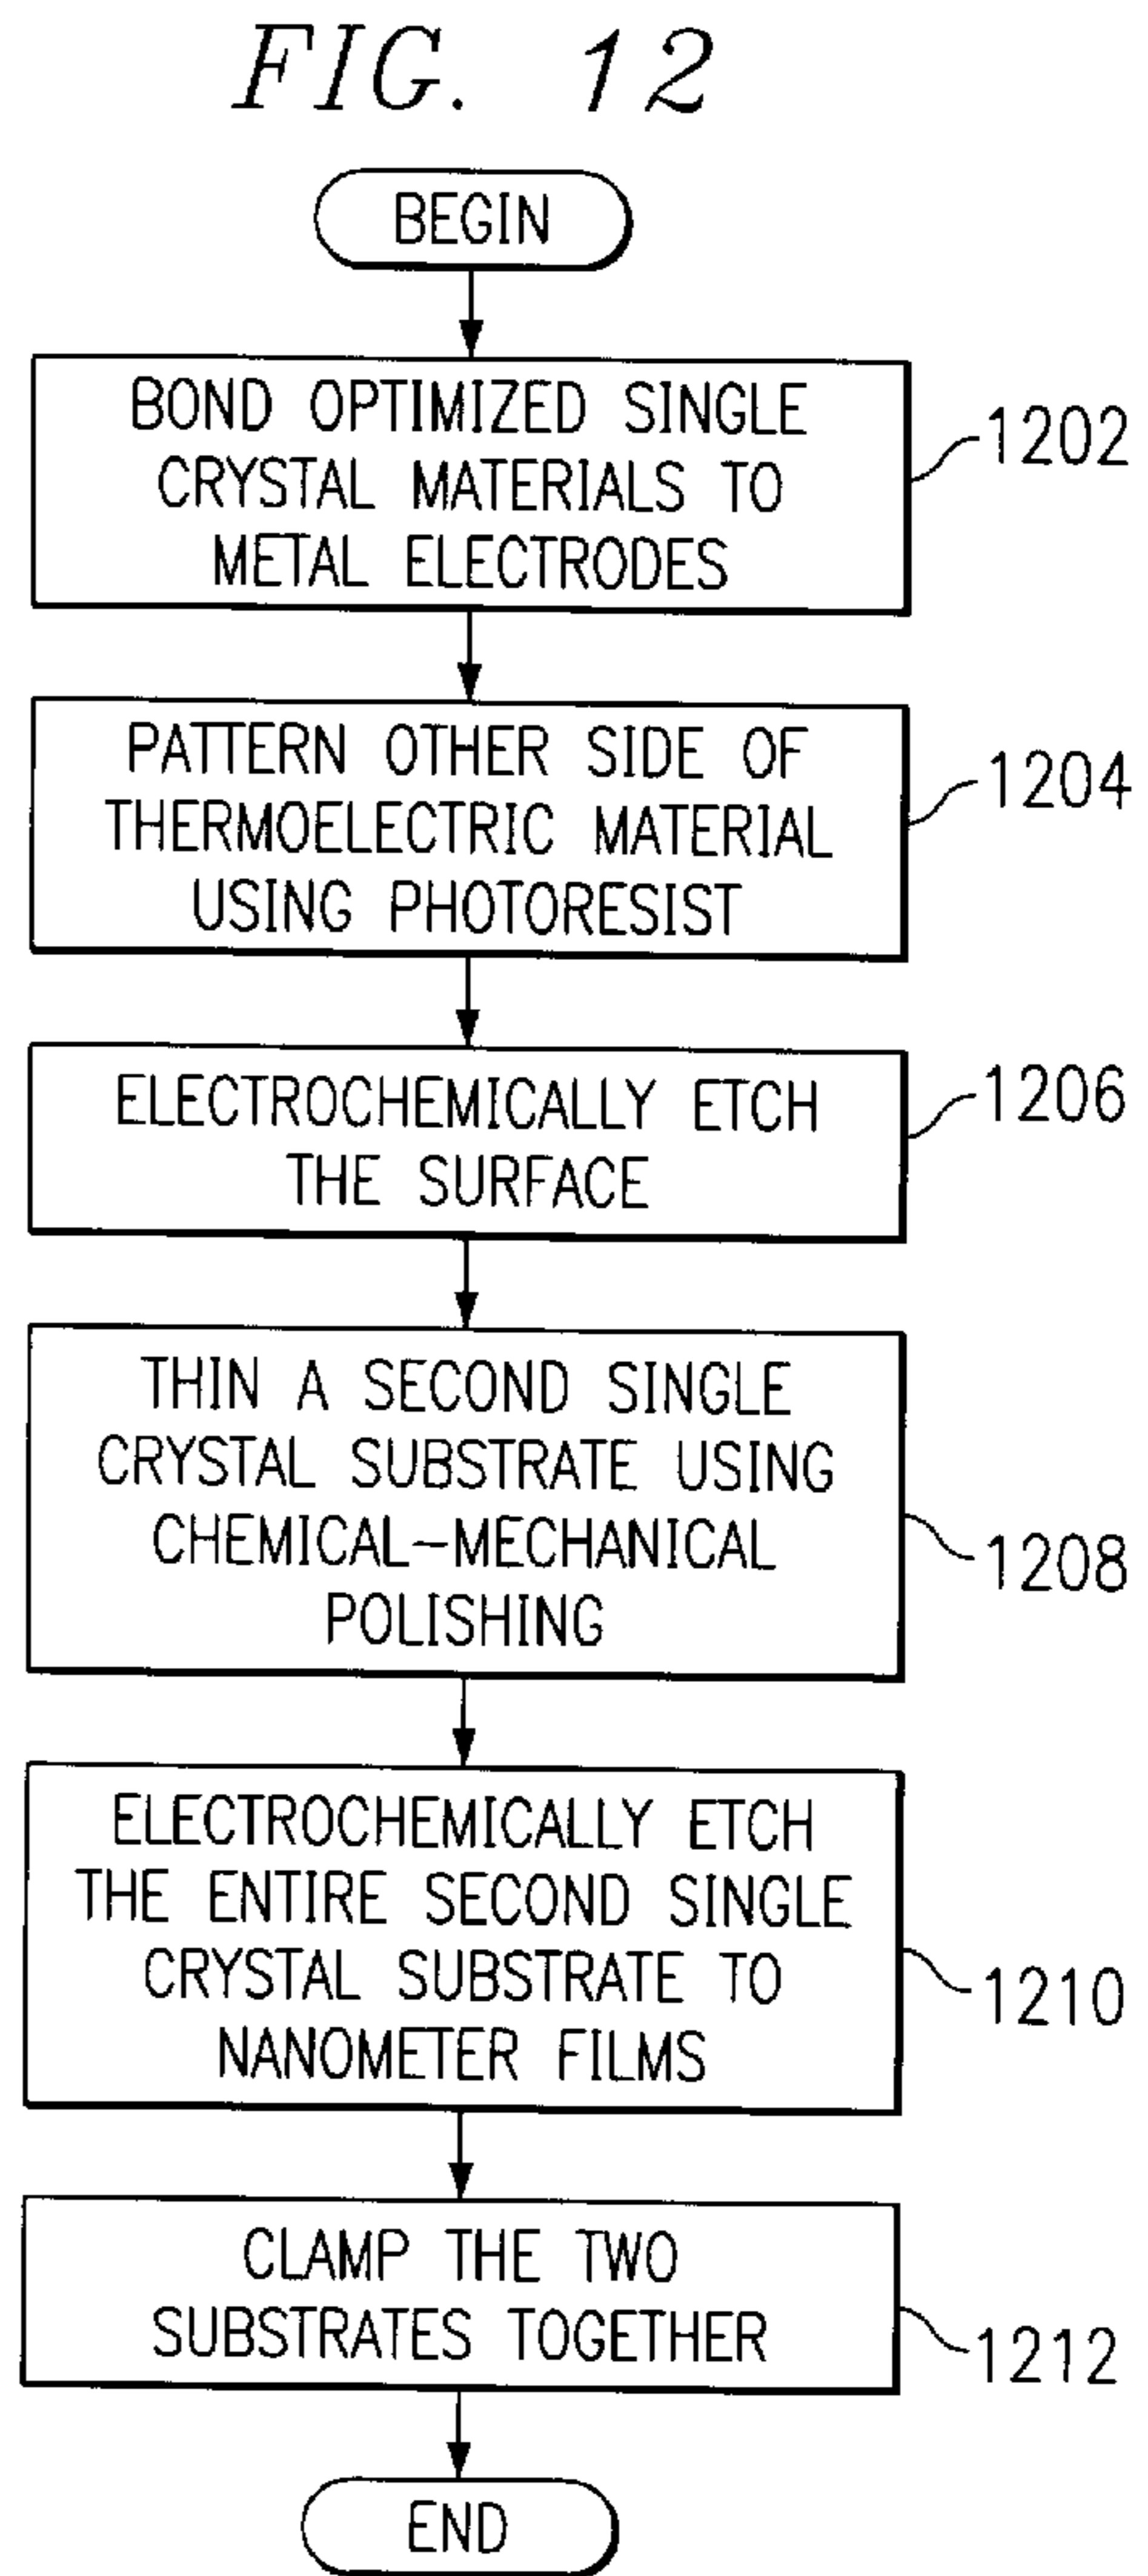 FIG. 12
BEGIN
BOND OPTIMIZED SINGLE
CRYSTAL MATERIALS TO
METAL ELECTRODES
1202
PATTERN OTHER SIDE OF
THERMOELECTRIC MATERIAL
USING PHOTORESIST
1204
ELECTROCHEMICALLY ETCH
THE SURFACE
1206
THIN A SECOND SINGLE
CRYSTAL SUBSTRATE USING
CHEMICAL-MECHANICAL
POLISHING
1208
ELECTROCHEMICALLY ETCH
THE ENTIRE SECOND SINGLE
CRYSTAL SUBSTRATE TO
NANOMETER FILMS
1210
CLAMP THE TWO
SUBSTRATES TOGETHER
1212
END